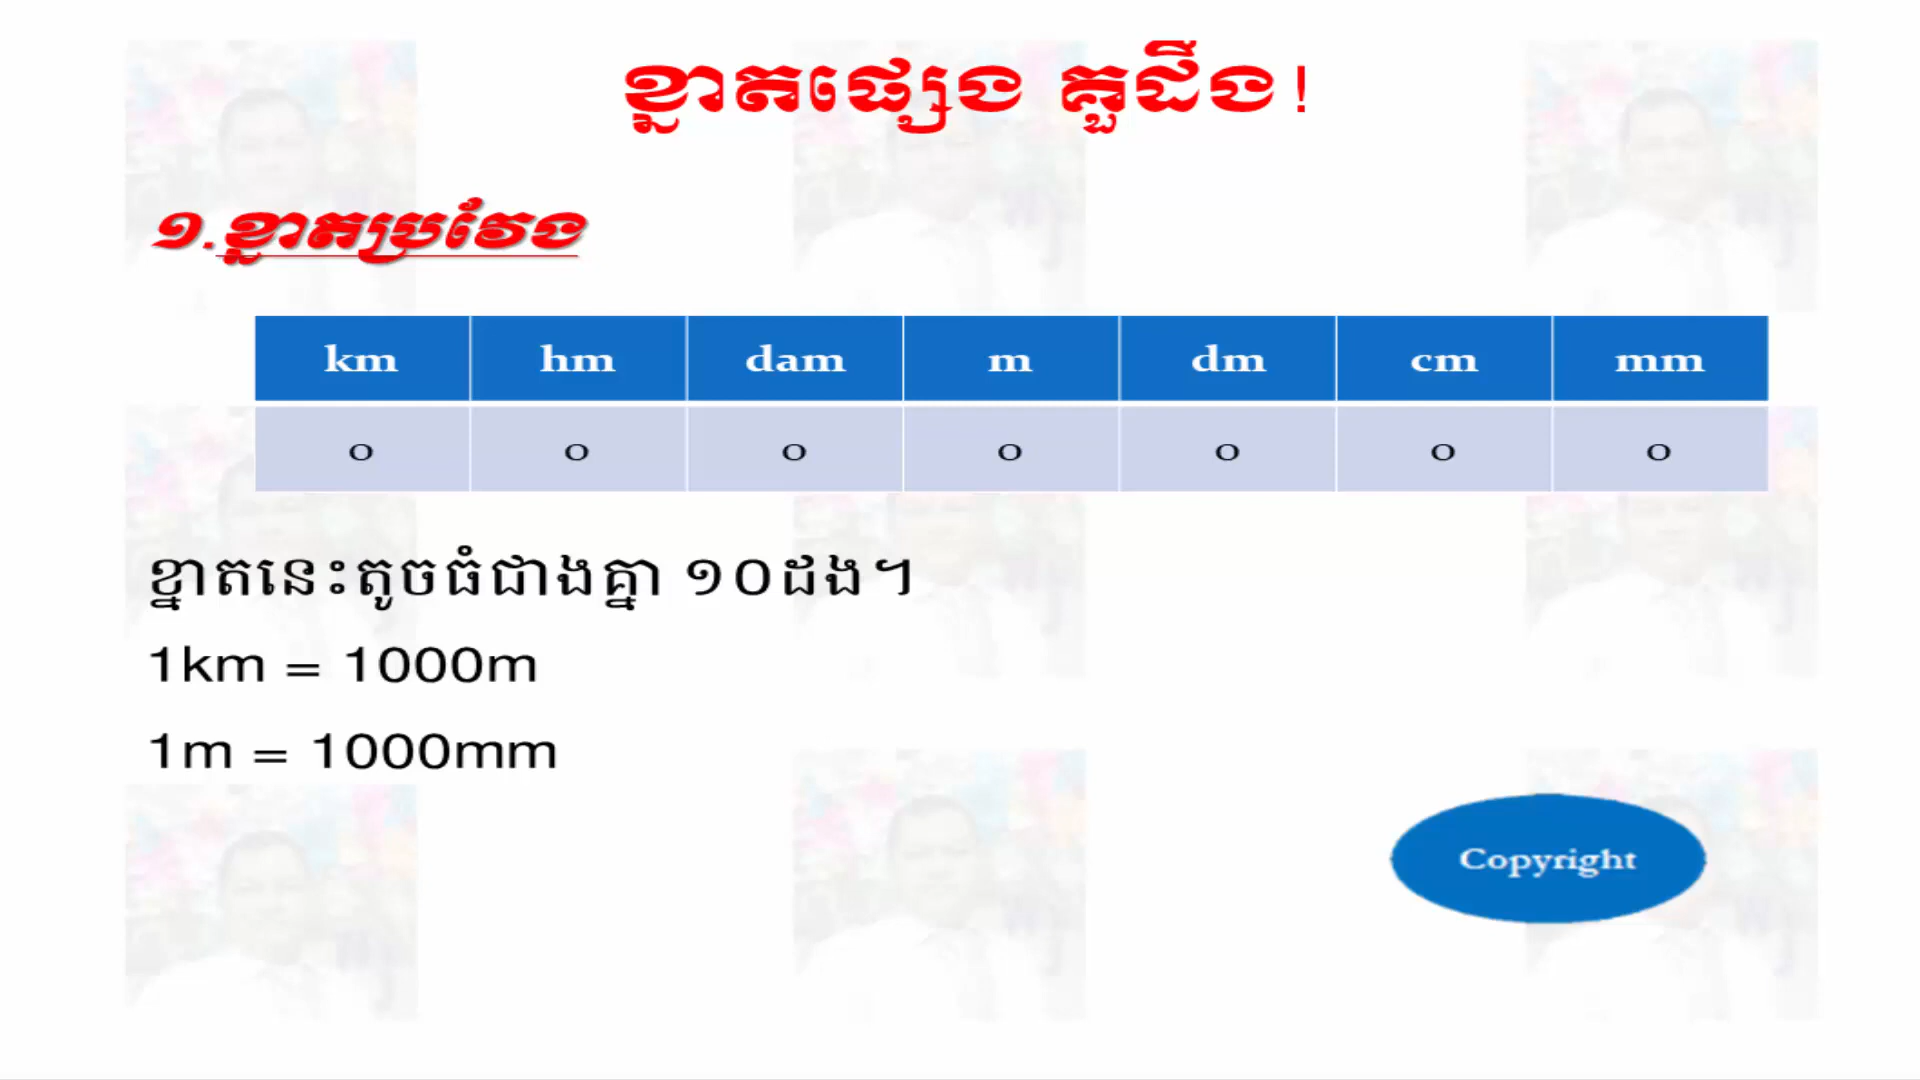 ខ្នាតផ្សេង គួដឹង!
១.ខ្នាតប្រវែង
km hm dam m dm cm mm
0 0 0 0 0 0 0
ខ្នាតនេះតូចធំជាងគ្នា ១០ដង។
1km = 1000m
1m = 1000mm
Copyright